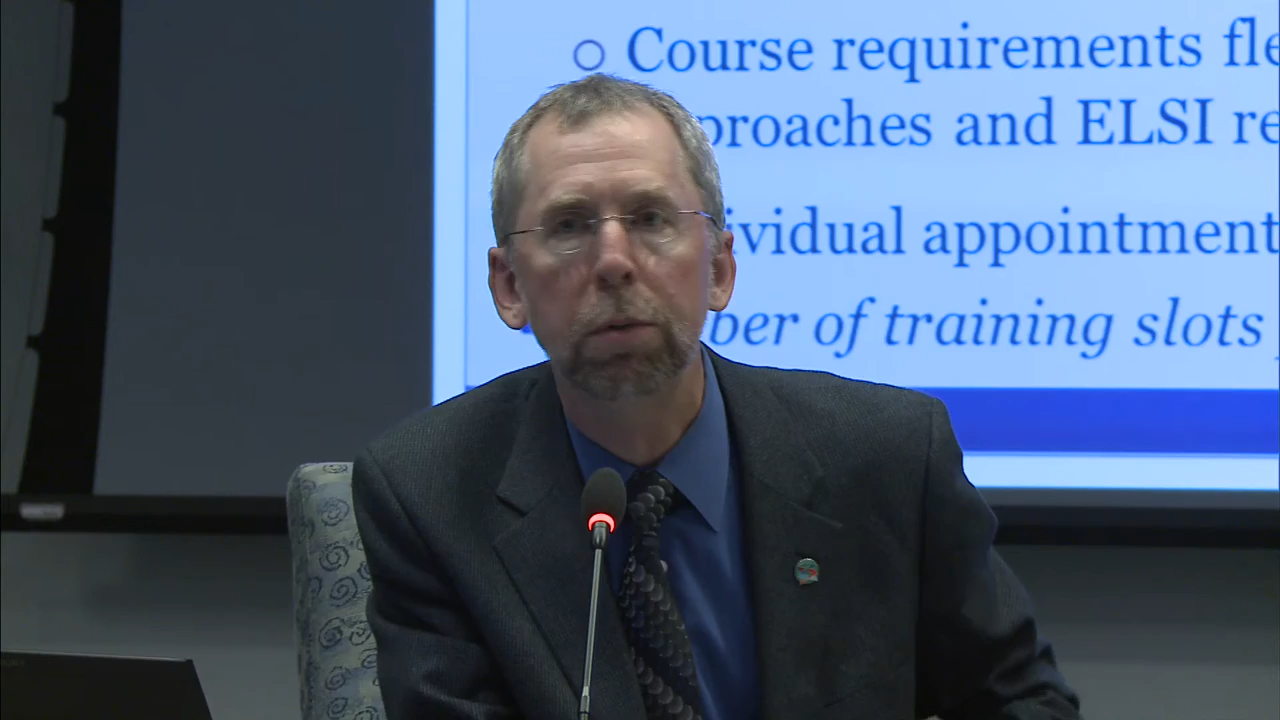 Course requirements fle
proaches and ELSI re
ividual appointment
ber of training slots